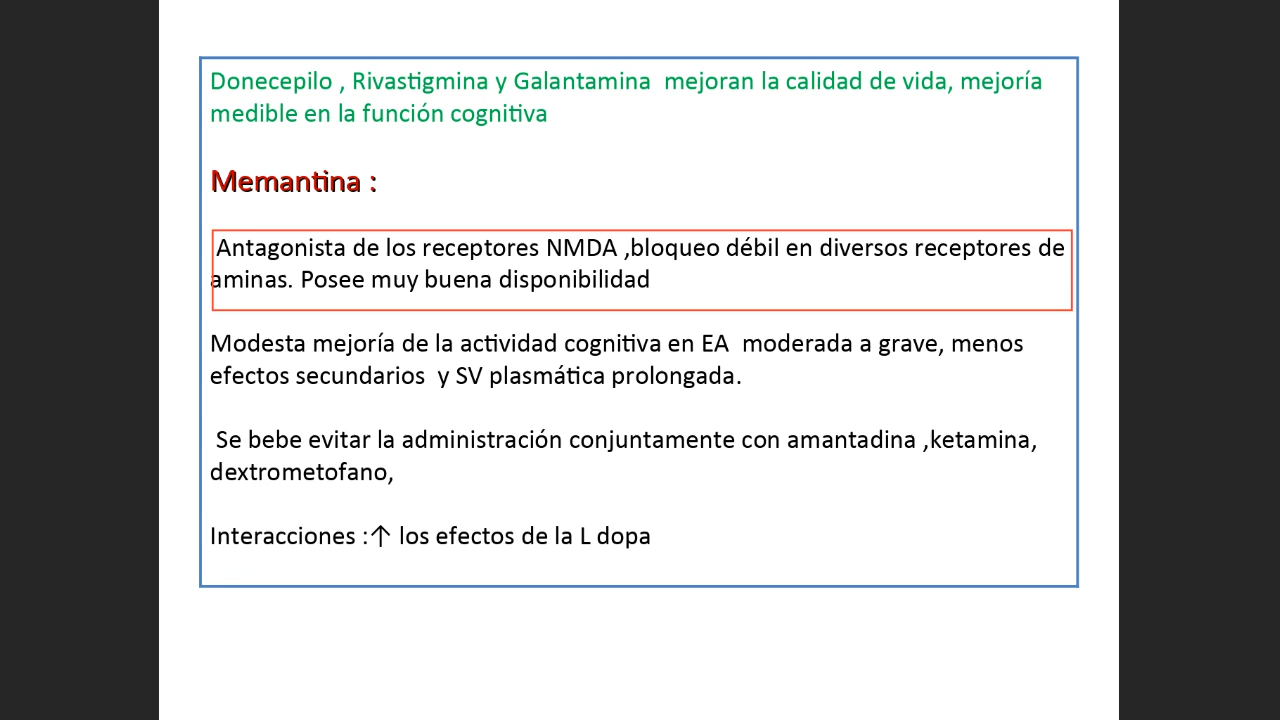 Donecepilo , Rivastigmina y Galantamina  mejoran la calidad de vida, mejoría
medible en la función cognitiva
Memantina :
Antagonista de los receptores NMDA ,bloqueo débil en diversos receptores de
aminas. Posee muy buena disponibilidad
Modesta mejoría de la actividad cognitiva en EA  moderada a grave, menos
efectos secundarios  y SV plasmática prolongada.
Se bebe evitar la administración conjuntamente con amantadina ,ketamina,
dextrometofano,
Interacciones :↑ los efectos de la L dopa